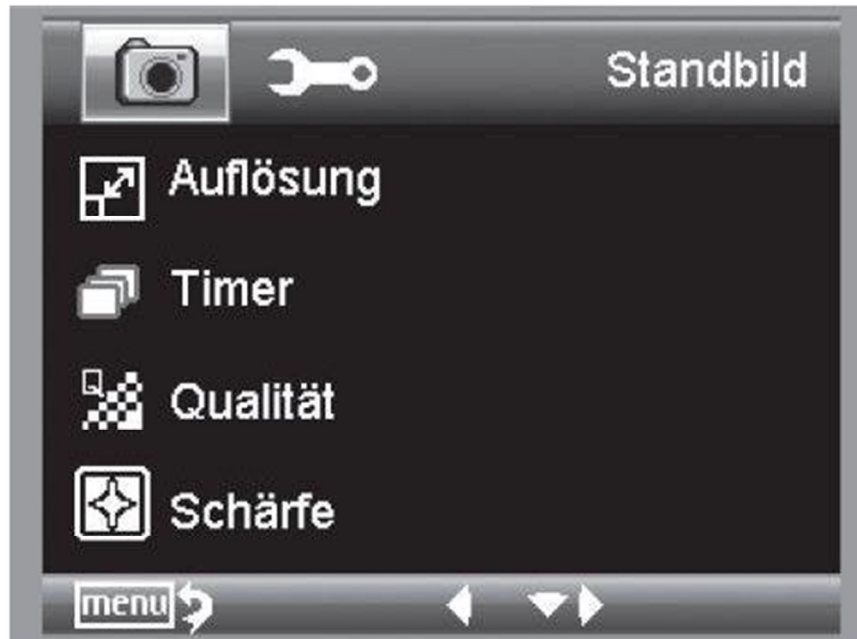 Standbild
Auflösung
Timer
Qualität
Schärfe
menu